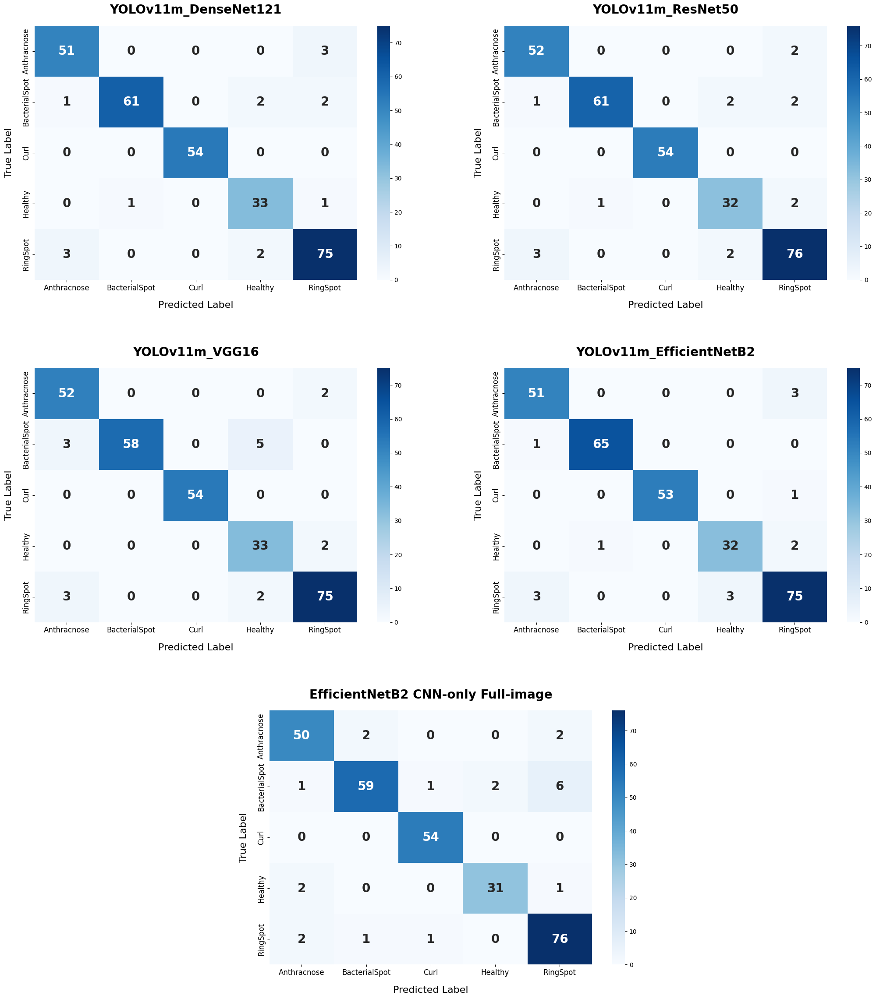 YOLOv11m_DenseNet121
True Label
Anthracnose 51 0 0 0 3
BacterialSpot 1 61 0 2 2
Curl 0 0 54 0 0
Healthy 0 1 0 33 1
RingSpot 3 0 0 2 75
Anthracnose BacterialSpot Curl Healthy RingSpot
Predicted Label
70
60
50
40
30
20
10
0
YOLOv11m_ResNet50
True Label
Anthracnose 52 0 0 0 2
BacterialSpot 1 61 0 2 2
Curl 0 0 54 0 0
Healthy 0 1 0 32 2
RingSpot 3 0 0 2 76
Anthracnose BacterialSpot Curl Healthy RingSpot
Predicted Label
70
60
50
40
30
20
10
0
YOLOv11m_VGG16
True Label
Anthracnose 52 0 0 0 2
BacterialSpot 3 58 0 5 0
Curl 0 0 54 0 0
Healthy 0 0 0 33 2
RingSpot 3 0 0 2 75
Anthracnose BacterialSpot Curl Healthy RingSpot
Predicted Label
70
60
50
40
30
20
10
0
YOLOv11m_EfficientNetB2
True Label
Anthracnose 51 0 0 0 3
BacterialSpot 1 65 0 0 0
Curl 0 0 53 0 1
Healthy 0 1 0 32 2
RingSpot 3 0 0 3 75
Anthracnose BacterialSpot Curl Healthy RingSpot
Predicted Label
70
60
50
40
30
20
10
0
EfficientNetB2 CNN-only Full-image
True Label
Anthracnose 50 2 0 0 2
BacterialSpot 1 59 1 2 6
Curl 0 0 54 0 0
Healthy 2 0 0 31 1
RingSpot 2 1 1 0 76
Anthracnose BacterialSpot Curl Healthy RingSpot
Predicted Label
70
60
50
40
30
20
10
0